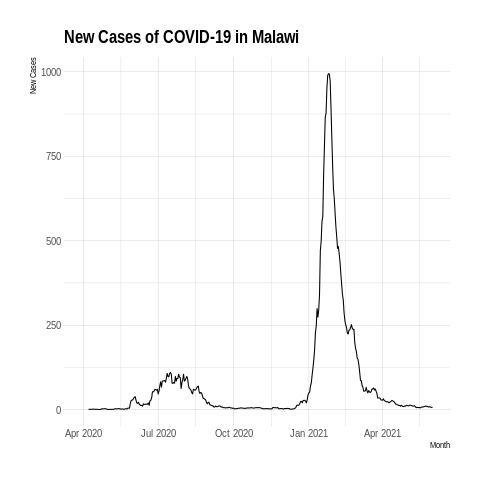 New Cases of COVID-19 in Malawi
New Cases
1000
750
500
250
0
Apr 2020 Jul 2020 Oct 2020 Jan 2021 Apr 2021
Month